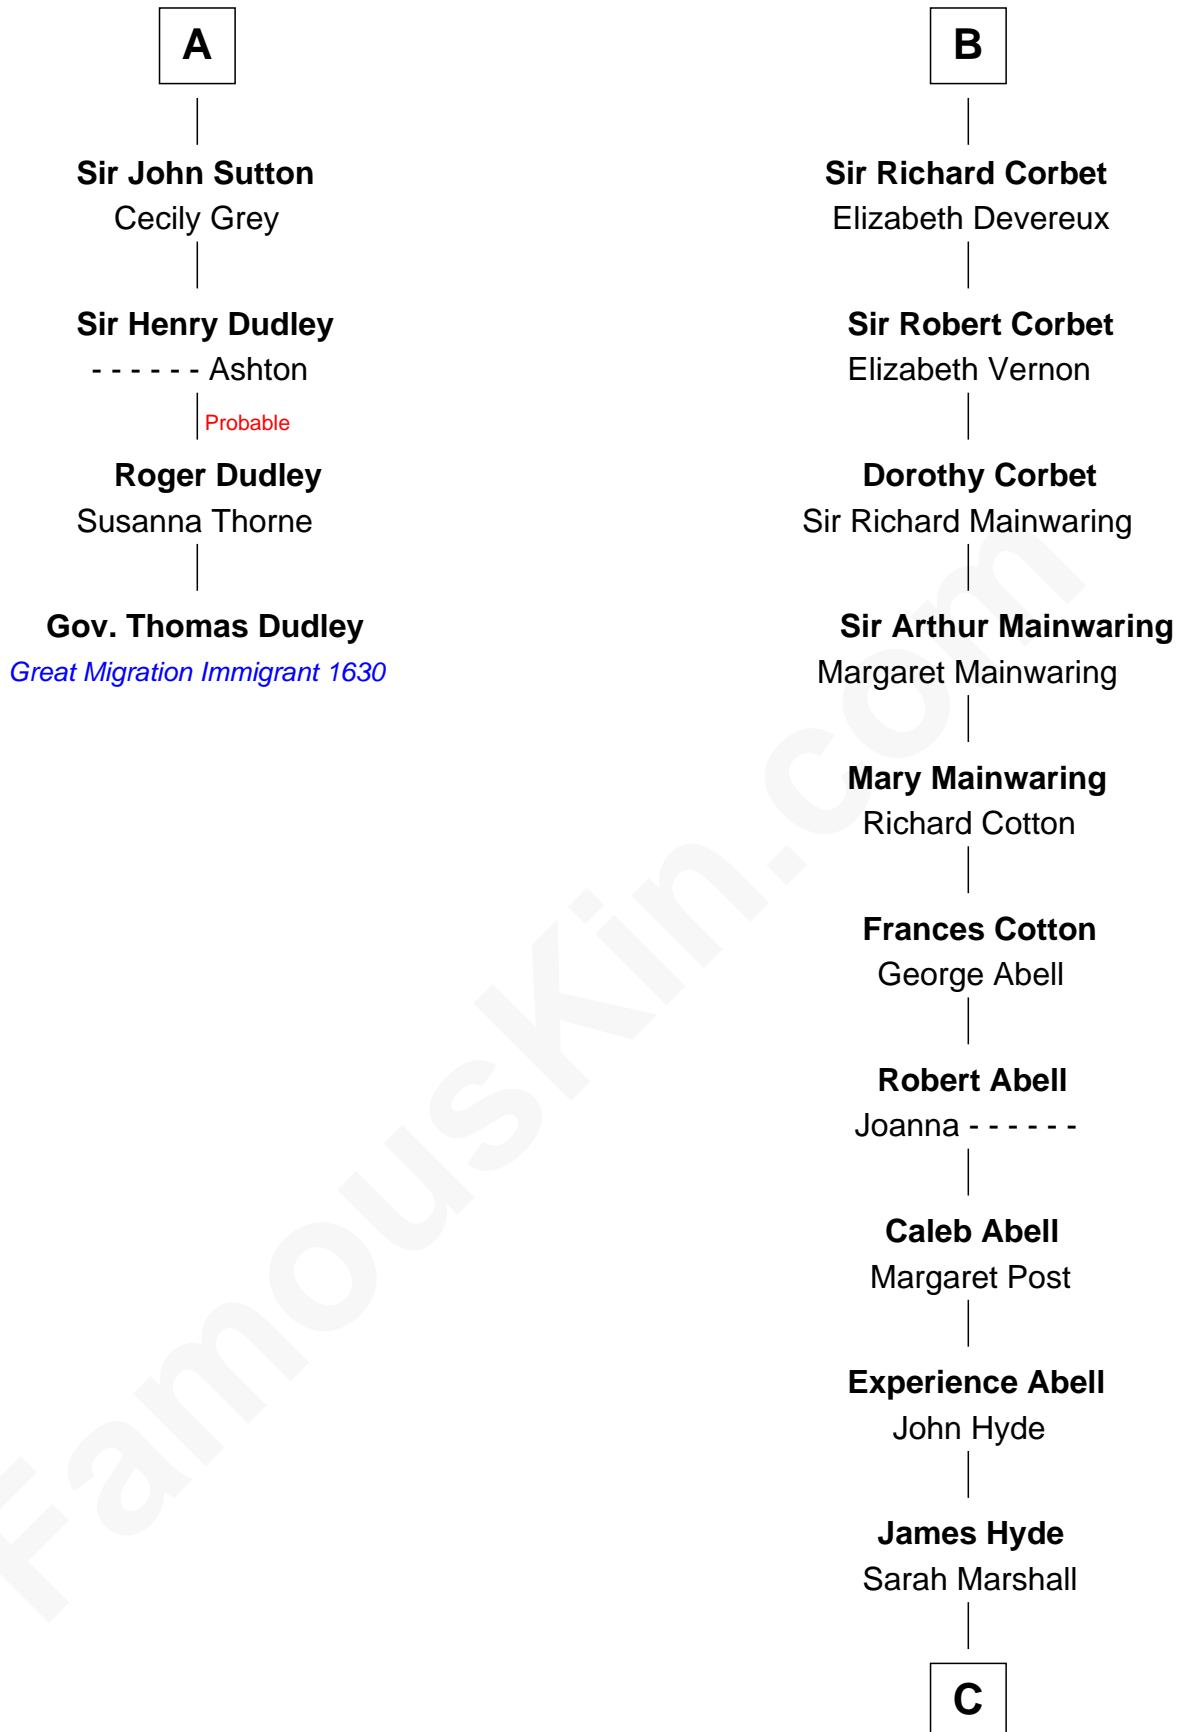 A
Sir John Sutton
Cecily Grey
Sir Henry Dudley
- - - - - - Ashton
Probable
Roger Dudley
Susanna Thorne
Gov. Thomas Dudley
Great Migration Immigrant 1630
B
Sir Richard Corbet
Elizabeth Devereux
Sir Robert Corbet
Elizabeth Vernon
Dorothy Corbet
Sir Richard Mainwaring
Sir Arthur Mainwaring
Margaret Mainwaring
Mary Mainwaring
Richard Cotton
Frances Cotton
George Abell
Robert Abell
Joanna - - - - - -
Caleb Abell
Margaret Post
Experience Abell
John Hyde
James Hyde
Sarah Marshall
C
FamousKin.com